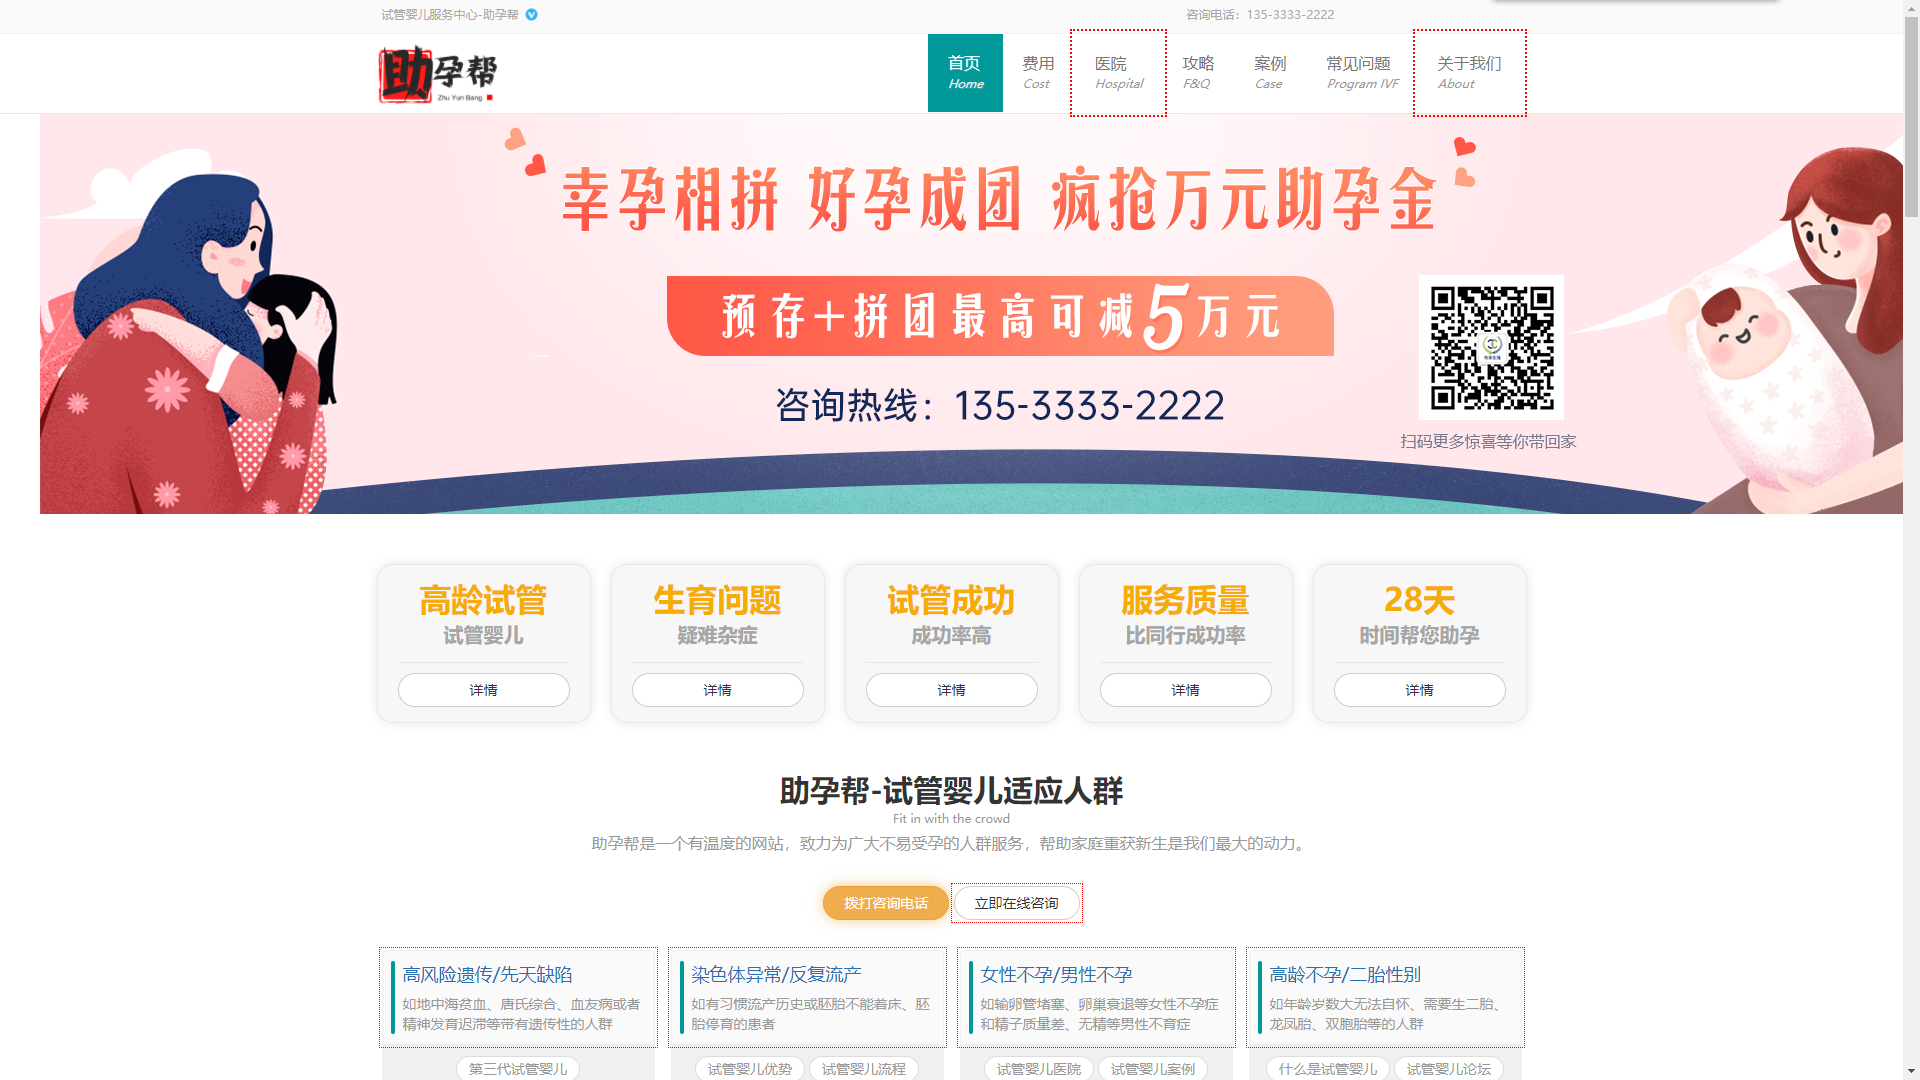 试管婴儿服务中心-助孕帮
咨询电话：135-3333-2222
助孕帮
Zhu Yun Bang
首页 费用 医院 攻略 案例 常见问题 关于我们
Home Cost Hospital F&Q Case Program IVF About
幸孕相拼 好孕成团 疯抢万元助孕金
预存+拼团最高可减5万元
咨询热线：135-3333-2222
扫码更多惊喜等你带回家
高龄试管 生育问题 试管成功 服务质量 28天
试管婴儿 疑难杂症 成功率高 比同行成功率 时间帮您助孕
详情 详情 详情 详情 详情
助孕帮-试管婴儿适应人群
Fit in with the crowd
助孕帮是一个有温度的网站，致力为广大不易受孕的人群服务，帮助家庭重获新生是我们最大的动力。
拨打咨询电话 立即在线咨询
高风险遗传/先天缺陷
如地中海贫血、唐氏综合、血友病或者
精神发育迟滞等带有遗传性的人群
第三代试管婴儿
染色体异常/反复流产
如有习惯流产历史或胚胎不能着床、胚
胎停育的患者
试管婴儿优势 试管婴儿流程
女性不孕/男性不孕
如输卵管堵塞、卵巢衰退等女性不孕症
和精子质量差、无精等男性不育症
试管婴儿医院 试管婴儿案例
高龄不孕/二胎性别
如年龄岁数大无法自怀、需要生二胎、
龙凤胎、双胞胎等的人群
什么是试管婴儿 试管婴儿论坛